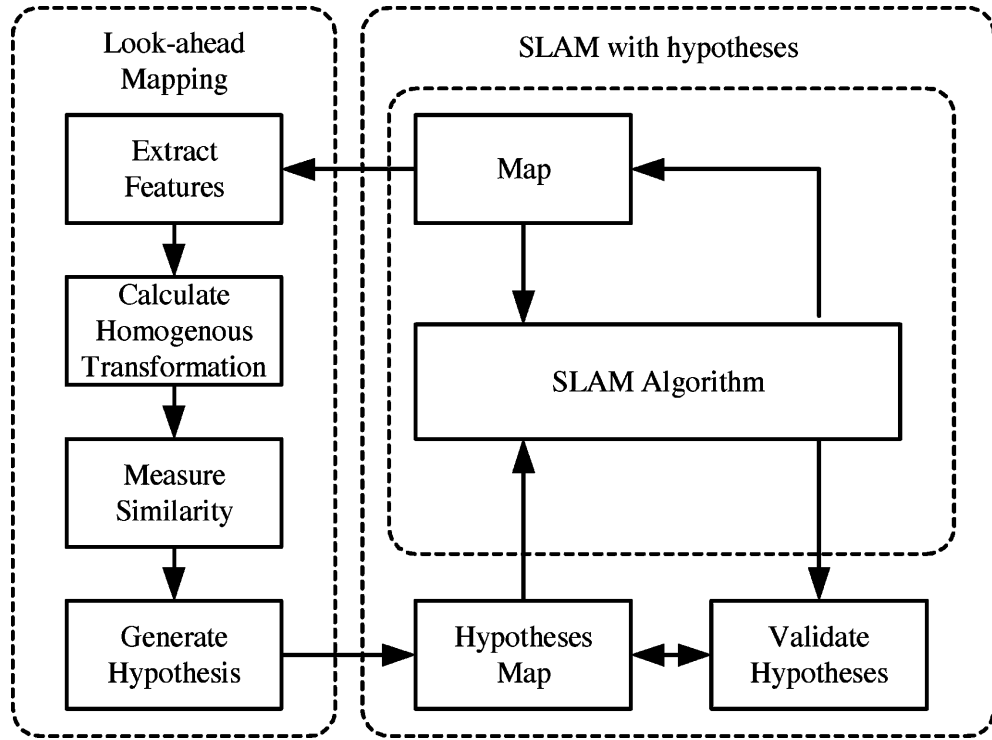 Look-ahead
Mapping
Extract
Features
Calculate
Homogenous
Transformation
Measure
Similarity
Generate
Hypothesis
SLAM with hypotheses
Map
SLAM Algorithm
Hypotheses
Map
Validate
Hypotheses